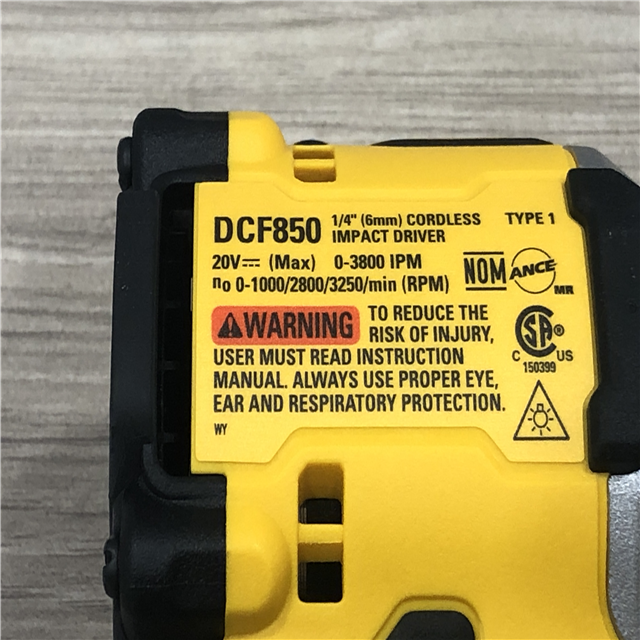 DCF850 1/4" (6mm) CORDLESS IMPACT DRIVER TYPE 1
20V⎓ (Max) 0-3800 IPM
no 0-1000/2800/3250/min (RPM)
NOM ANCE MR
⚠WARNING TO REDUCE THE
RISK OF INJURY,
USER MUST READ INSTRUCTION
MANUAL. ALWAYS USE PROPER EYE,
EAR AND RESPIRATORY PROTECTION.
WY
SA ®
C US
150399